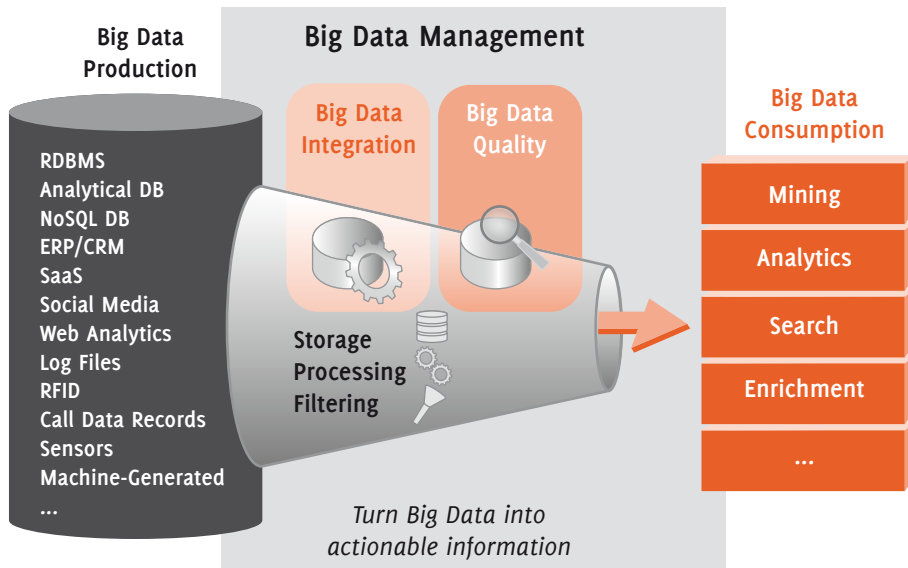 Big Data
Production
RDBMS
Analytical DB
NoSQL DB
ERP/CRM
SaaS
Social Media
Web Analytics
Log Files
RFID
Call Data Records
Sensors
Machine-Generated
...
Big Data Management
Big Data
Integration
Big Data
Quality
Storage
Processing
Filtering
Turn Big Data into
actionable information
Big Data
Consumption
Mining
Analytics
Search
Enrichment
...